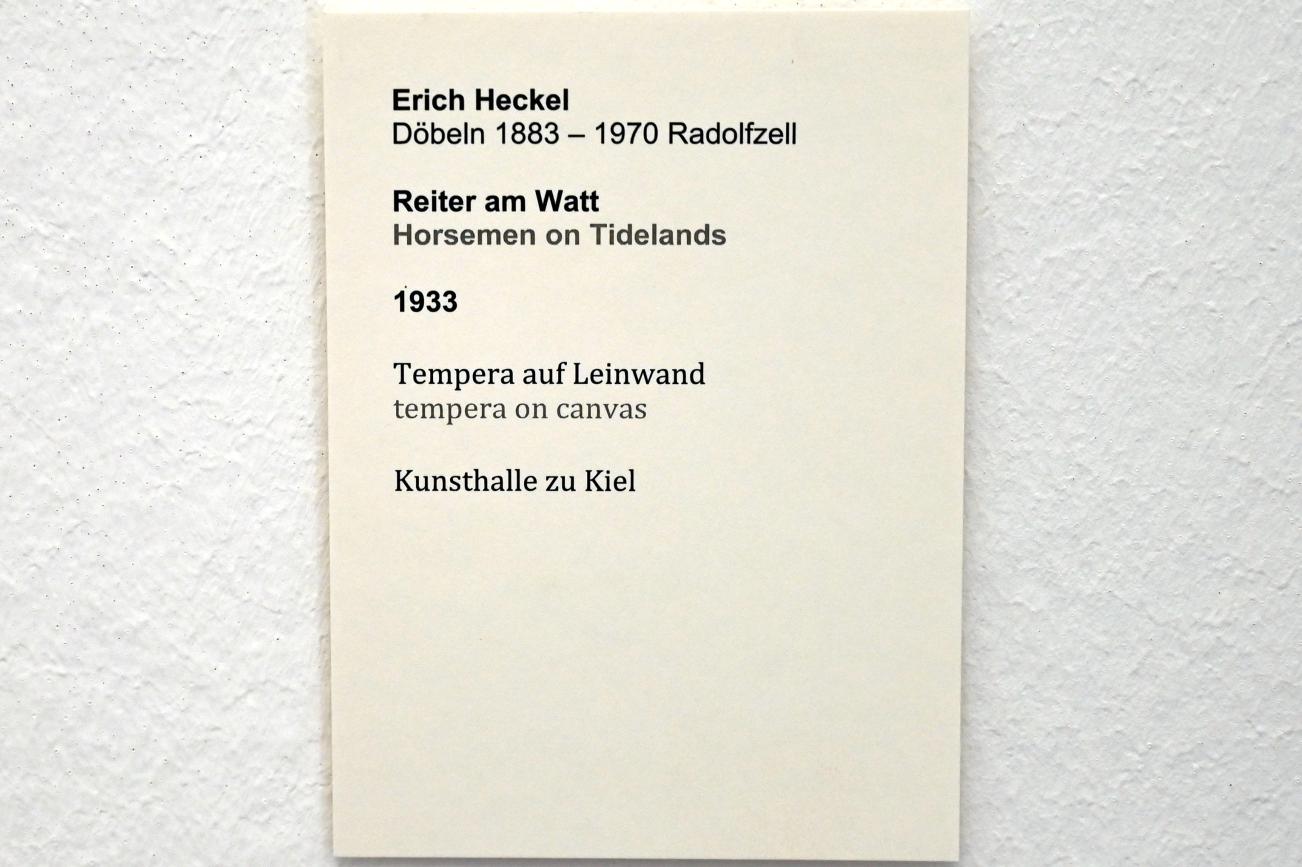 Erich Heckel
Döbeln 1883 – 1970 Radolfzell
Reiter am Watt
Horsemen on Tidelands
1933
Tempera auf Leinwand
tempera on canvas
Kunsthalle zu Kiel